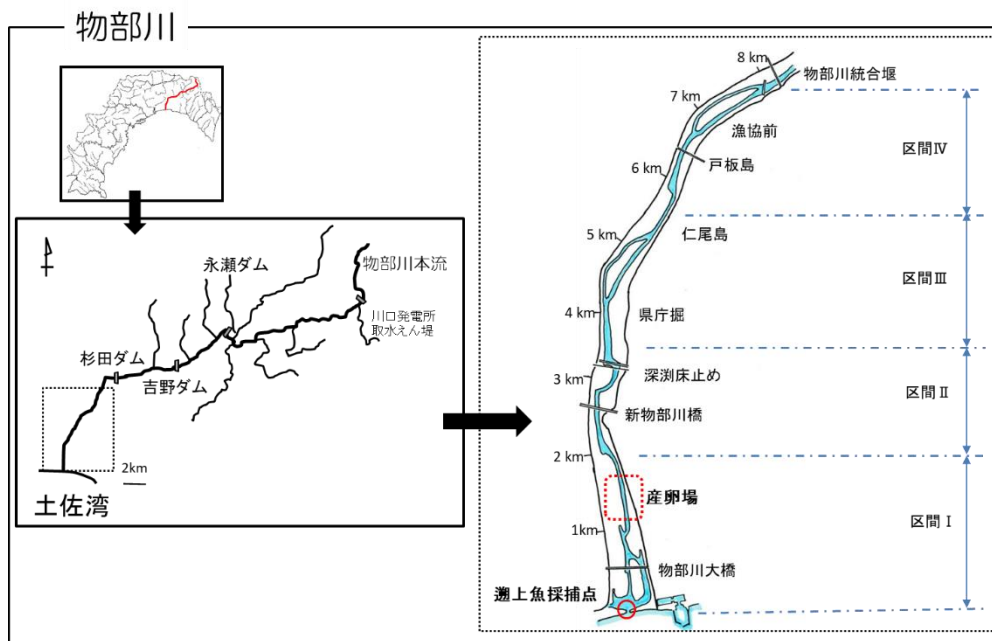 物部川
永瀬ダム
物部川本流
川口発電所
取水えん堤
杉田ダム
吉野ダム
2km
土佐湾
8 km
物部川統合堰
7 km
漁協前
戸板島
6 km
区間Ⅳ
仁尾島
5 km
区間Ⅲ
4 km
県庁掘
深渕床止め
3 km
区間Ⅱ
新物部川橋
2 km
産卵場
1km
区間Ⅰ
物部川大橋
遡上魚採捕点